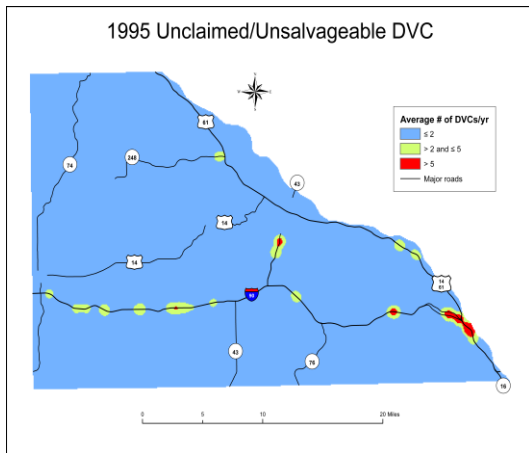 1995 Unclaimed/Unsalvageable DVC
61
74
248
43
14
14
Average # of DVCs/yr
≤ 2
> 2 and ≤ 5
> 5
Major roads
14
61
90
43
76
16
0 5 10 20 Miles